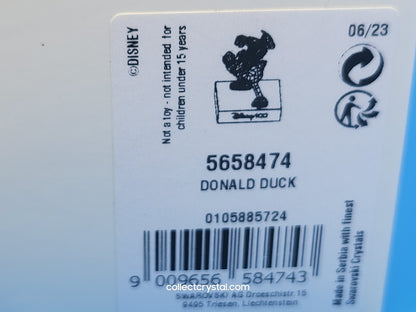 ©DISNEY
Not a toy - not intended for
children under 15 years
Disney100
06/23
5658474
DONALD DUCK
0105885724
9 009656 584743
collectcrystal.com
SWAROVSKI AG Droeschistr. 15
9495 Triesen, Liechtenstein
Made in Serbia with finest
Swarovski Crystals